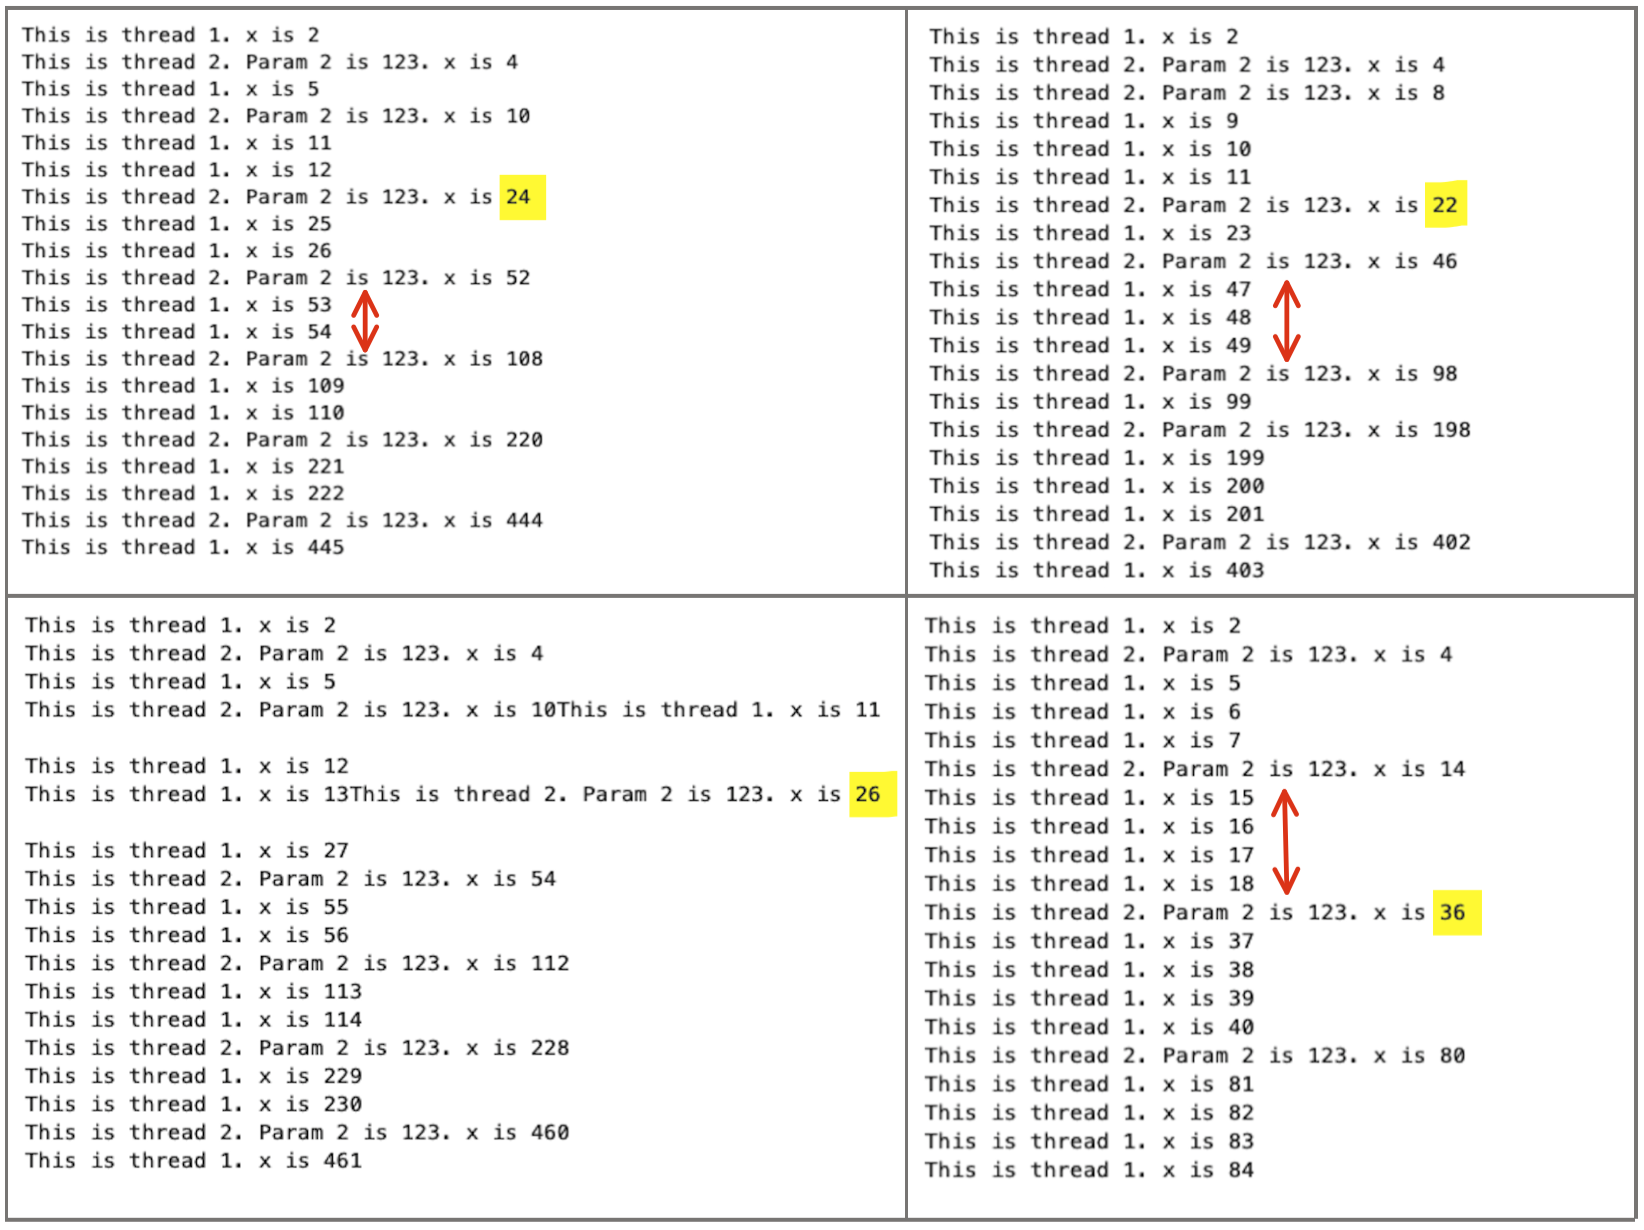 This is thread 1. x is 2
This is thread 2. Param 2 is 123. x is 4
This is thread 1. x is 5
This is thread 2. Param 2 is 123. x is 10
This is thread 1. x is 11
This is thread 1. x is 12
This is thread 2. Param 2 is 123. x is 24
This is thread 1. x is 25
This is thread 1. x is 26
This is thread 2. Param 2 is 123. x is 52
This is thread 1. x is 53
This is thread 1. x is 54
This is thread 2. Param 2 is 123. x is 108
This is thread 1. x is 109
This is thread 1. x is 110
This is thread 2. Param 2 is 123. x is 220
This is thread 1. x is 221
This is thread 1. x is 222
This is thread 2. Param 2 is 123. x is 444
This is thread 1. x is 445
This is thread 1. x is 2
This is thread 2. Param 2 is 123. x is 4
This is thread 2. Param 2 is 123. x is 8
This is thread 1. x is 9
This is thread 1. x is 10
This is thread 1. x is 11
This is thread 2. Param 2 is 123. x is 22
This is thread 1. x is 23
This is thread 2. Param 2 is 123. x is 46
This is thread 1. x is 47
This is thread 1. x is 48
This is thread 1. x is 49
This is thread 2. Param 2 is 123. x is 98
This is thread 1. x is 99
This is thread 2. Param 2 is 123. x is 198
This is thread 1. x is 199
This is thread 1. x is 200
This is thread 1. x is 201
This is thread 2. Param 2 is 123. x is 402
This is thread 1. x is 403
This is thread 1. x is 2
This is thread 2. Param 2 is 123. x is 4
This is thread 1. x is 5
This is thread 2. Param 2 is 123. x is 10This is thread 1. x is 11
This is thread 1. x is 12
This is thread 1. x is 13This is thread 2. Param 2 is 123. x is 26
This is thread 1. x is 27
This is thread 2. Param 2 is 123. x is 54
This is thread 1. x is 55
This is thread 1. x is 56
This is thread 2. Param 2 is 123. x is 112
This is thread 1. x is 113
This is thread 1. x is 114
This is thread 2. Param 2 is 123. x is 228
This is thread 1. x is 229
This is thread 1. x is 230
This is thread 2. Param 2 is 123. x is 460
This is thread 1. x is 461
This is thread 1. x is 2
This is thread 2. Param 2 is 123. x is 4
This is thread 1. x is 5
This is thread 1. x is 6
This is thread 1. x is 7
This is thread 2. Param 2 is 123. x is 14
This is thread 1. x is 15
This is thread 1. x is 16
This is thread 1. x is 17
This is thread 1. x is 18
This is thread 2. Param 2 is 123. x is 36
This is thread 1. x is 37
This is thread 1. x is 38
This is thread 1. x is 39
This is thread 1. x is 40
This is thread 2. Param 2 is 123. x is 80
This is thread 1. x is 81
This is thread 1. x is 82
This is thread 1. x is 83
This is thread 1. x is 84